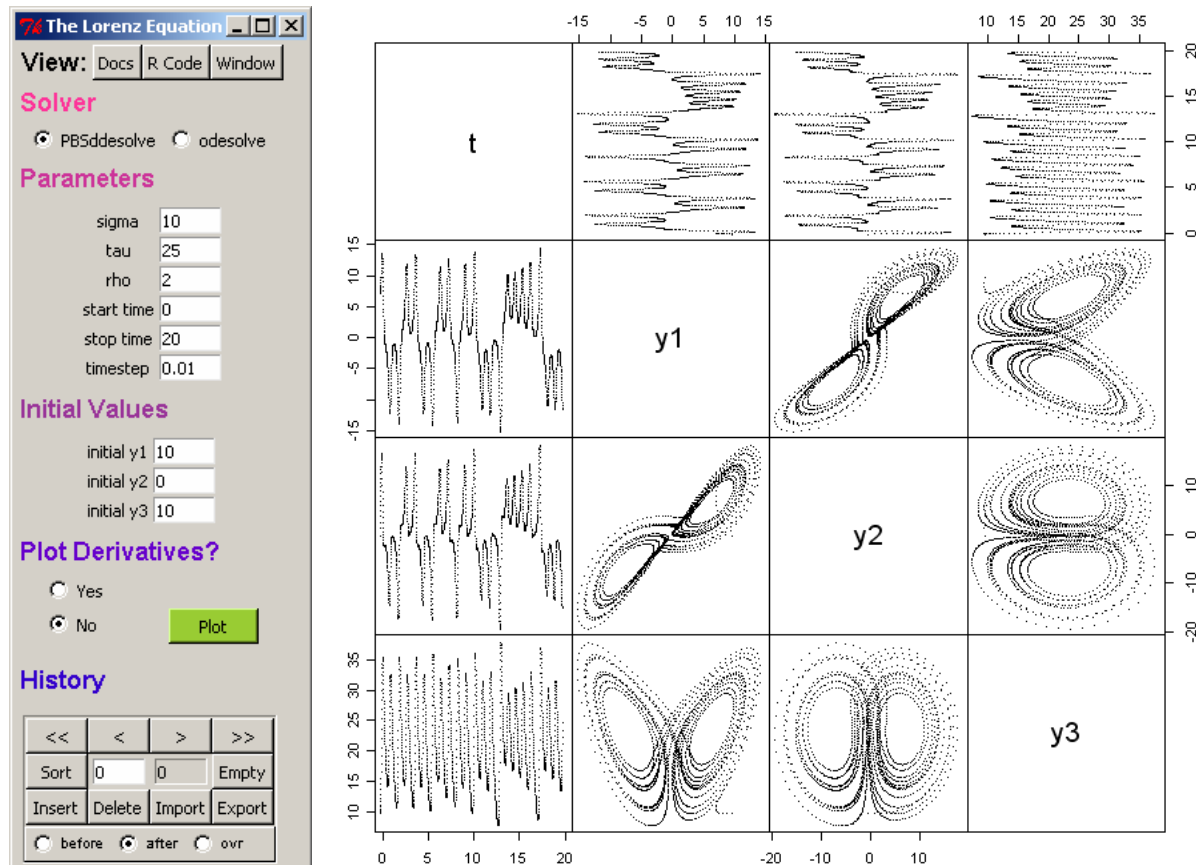 The Lorenz Equation
View: Docs R Code Window
Solver
PBSddesolve odesolve
Parameters
sigma 10
tau 25
rho 2
start time 0
stop time 20
timestep 0.01
Initial Values
initial y1 10
initial y2 0
initial y3 10
Plot Derivatives?
Yes
No Plot
History
<< < > >>
Sort 0 0 Empty
Insert Delete Import Export
before after ovr
-15 -5 0 5 10 15
10 15 20 25 30 35
t
0 5 10 15 20
-15 -5 0 5 10 15
y1
y2
-20 -10 0 10
10 15 20 25 30 35
y3
0 5 10 15 20
-20 -10 0 10